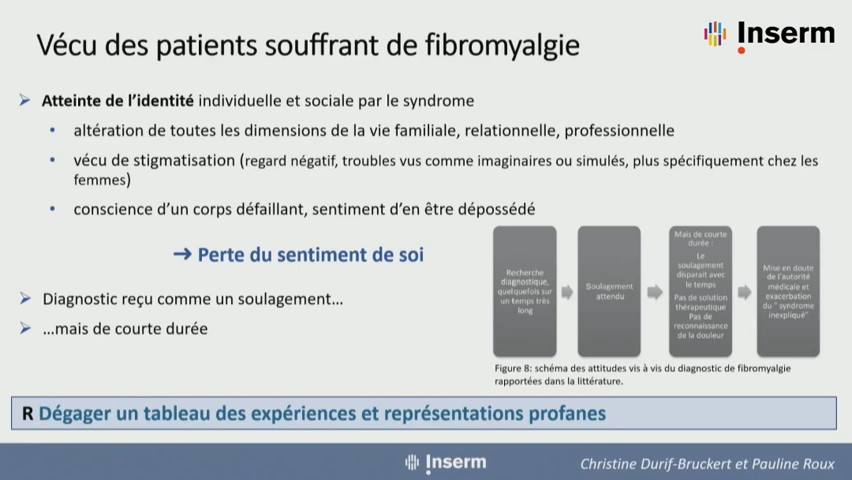 Vécu des patients souffrant de fibromyalgie
Inserm
Atteinte de l'identité individuelle et sociale par le syndrome
altération de toutes les dimensions de la vie familiale, relationnelle, professionnelle
vécu de stigmatisation (regard négatif, troubles vus comme imaginaires ou simulés, plus spécifiquement chez les
femmes)
conscience d'un corps défaillant, sentiment d'en être dépossédé
→ Perte du sentiment de soi
Diagnostic reçu comme un soulagement…
…mais de courte durée
Recherche
diagnostique,
quelquefois sur
un temps très
long
Soulagement
attendu
Mais de courte
durée :
Le
soulagement
disparait avec
le temps
Pas de solution
thérapeutique
Pas de
reconnaissance
de la douleur
Mise en doute
de l'autorité
médicale et
exacerbation
du " syndrome
inexpliqué"
Figure 8: schéma des attitudes vis à vis du diagnostic de fibromyalgie
rapportées dans la littérature.
R Dégager un tableau des expériences et représentations profanes
Inserm
Christine Durif-Bruckert et Pauline Roux